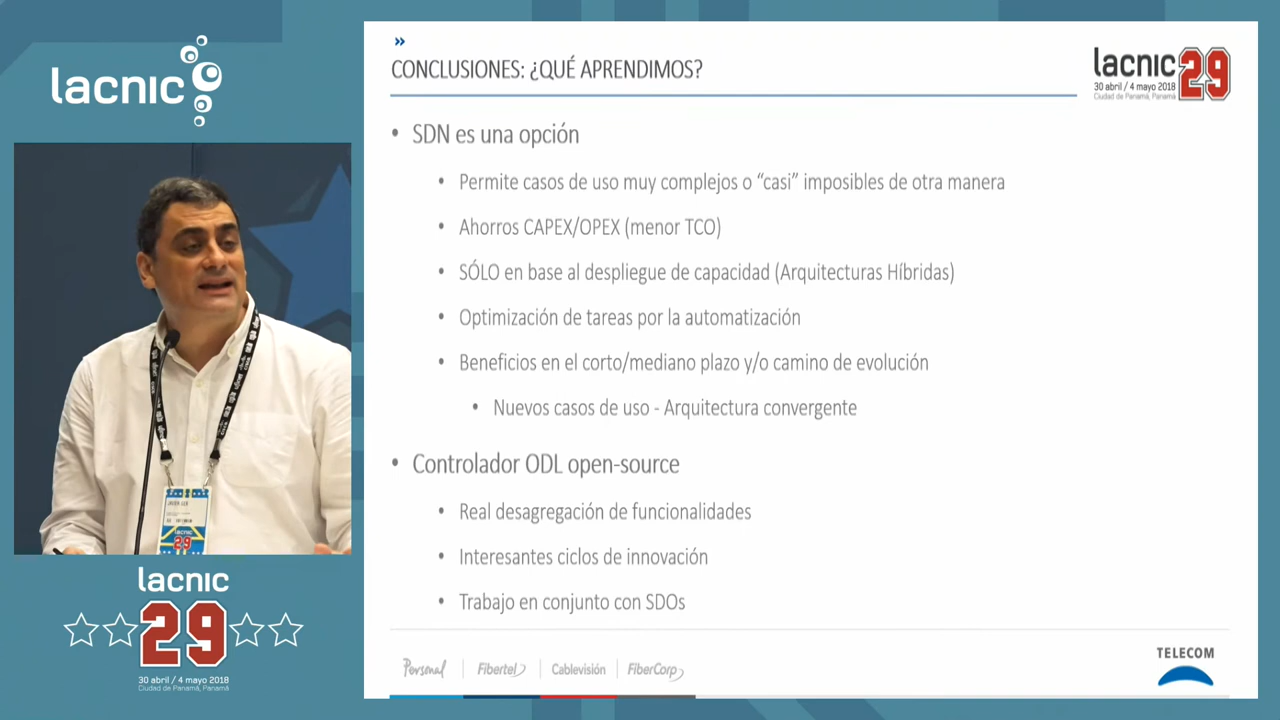 lacnic
»
CONCLUSIONES: ¿QUÉ APRENDIMOS?
lacnic 29
30 abril / 4 mayo 2018
Ciudad de Panamá, Panamá
• SDN es una opción
• Permite casos de uso muy complejos o “casi” imposibles de otra manera
• Ahorros CAPEX/OPEX (menor TCO)
• SÓLO en base al despliegue de capacidad (Arquitecturas Híbridas)
• Optimización de tareas por la automatización
• Beneficios en el corto/mediano plazo y/o camino de evolución
• Nuevos casos de uso - Arquitectura convergente
• Controlador ODL open-source
• Real desagregación de funcionalidades
• Interesantes ciclos de innovación
• Trabajo en conjunto con SDOs
Personal | Fibertel | Cablevisión | FiberCorp
TELECOM
lacnic
29
lacnic
29
30 abril / 4 mayo 2018
Ciudad de Panamá, Panamá